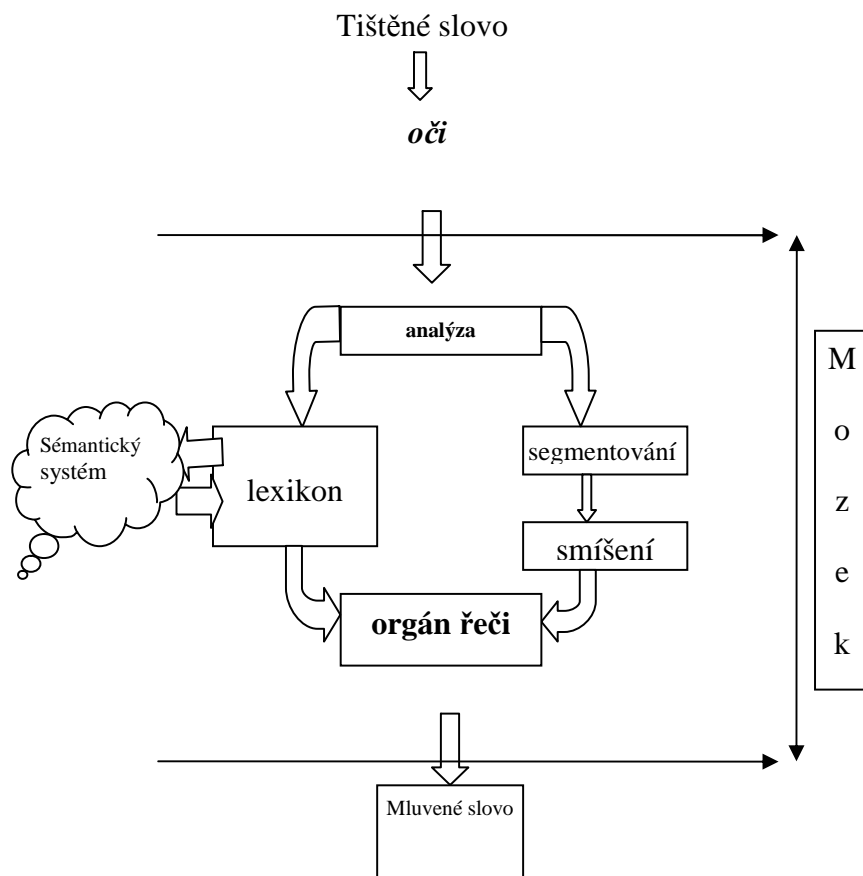 Tištěné slovo
oči
analýza
Sémantický
systém
lexikon
segmentování
smíšení
orgán řeči
M
o
z
e
k
Mluvené slovo